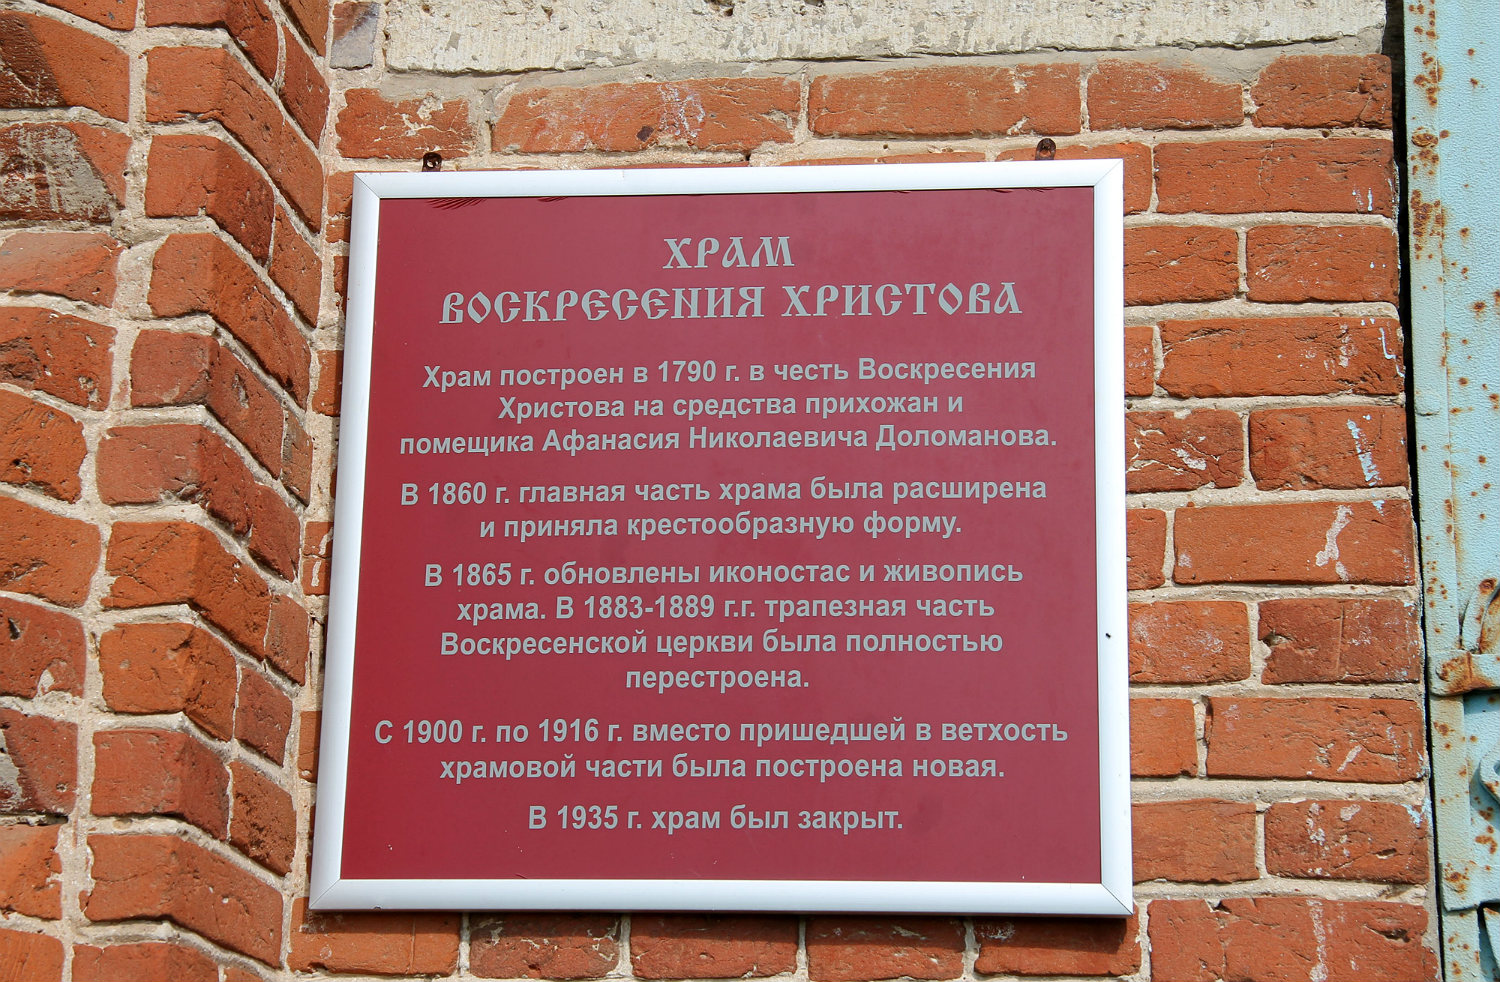 ХРАМ
ВОСКРЕСЕНИЯ ХРИСТОВА
Храм построен в 1790 г. в честь Воскресения
Христова на средства прихожан и
помещика Афанасия Николаевича Доломанова.
В 1860 г. главная часть храма была расширена
и приняла крестообразную форму.
В 1865 г. обновлены иконостас и живопись
храма. В 1883-1889 г.г. трапезная часть
Воскресенской церкви была полностью
перестроена.
С 1900 г. по 1916 г. вместо пришедшей в ветхость
храмовой части была построена новая.
В 1935 г. храм был закрыт.